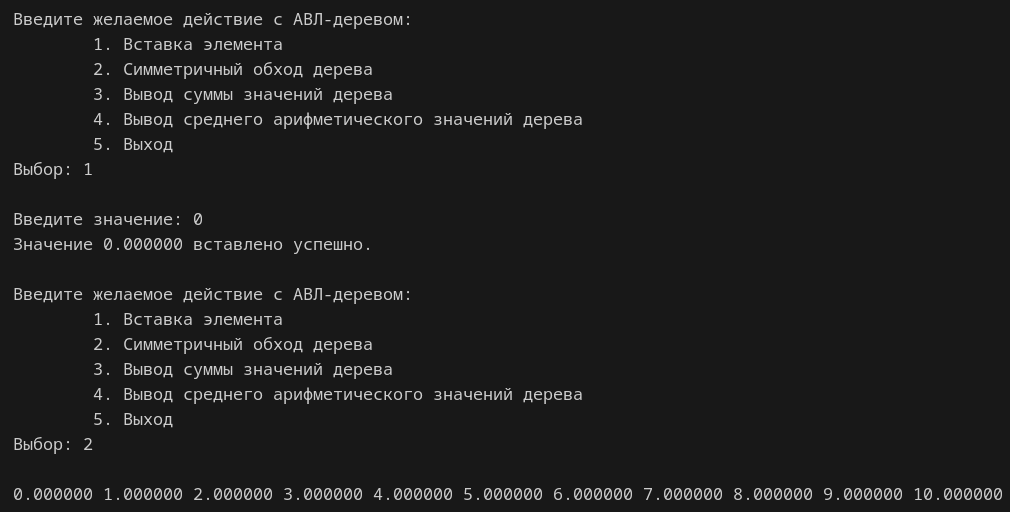 Введите желаемое действие с АВЛ-деревом:
1. Вставка элемента
2. Симметричный обход дерева
3. Вывод суммы значений дерева
4. Вывод среднего арифметического значений дерева
5. Выход
Выбор: 1
Введите значение: 0
Значение 0.000000 вставлено успешно.
Введите желаемое действие с АВЛ-деревом:
1. Вставка элемента
2. Симметричный обход дерева
3. Вывод суммы значений дерева
4. Вывод среднего арифметического значений дерева
5. Выход
Выбор: 2
0.000000 1.000000 2.000000 3.000000 4.000000 5.000000 6.000000 7.000000 8.000000 9.000000 10.000000